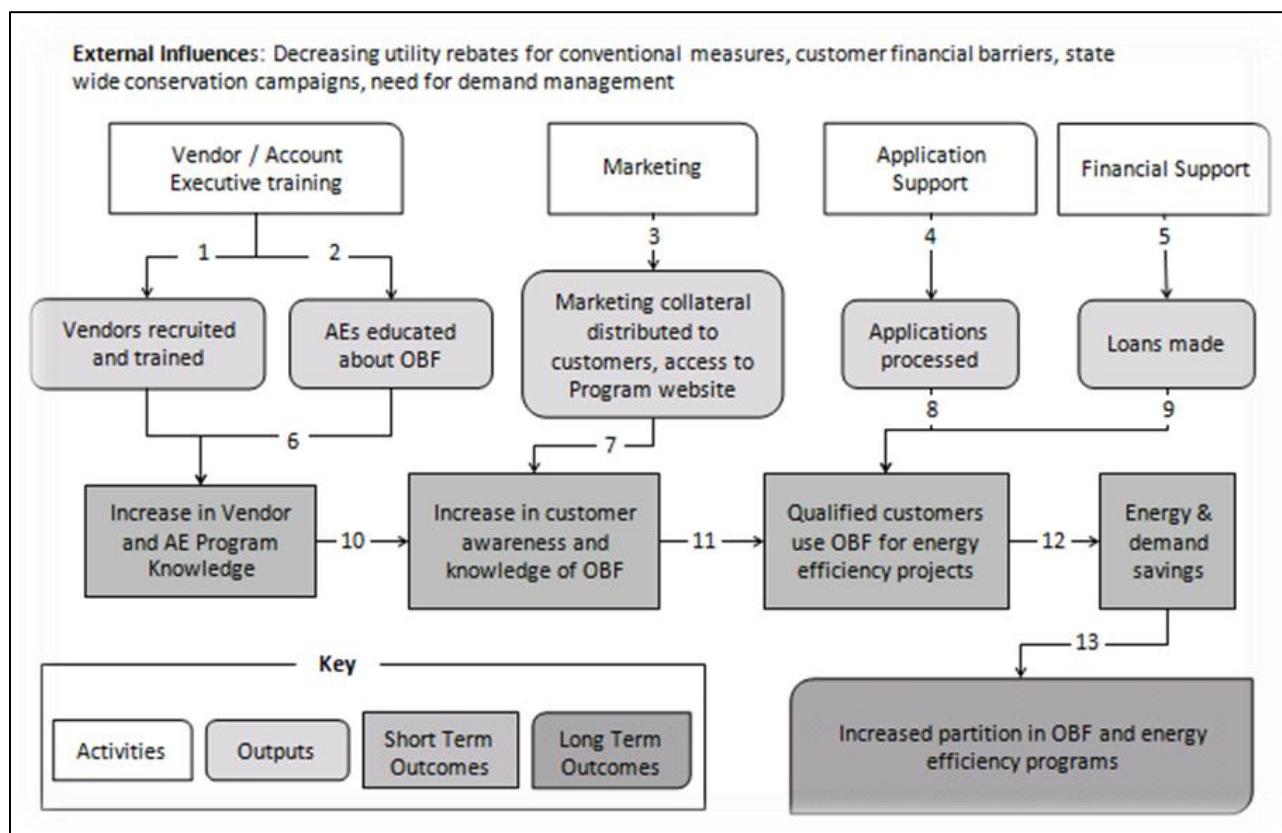 External Influences: Decreasing utility rebates for conventional measures, customer financial barriers, state
wide conservation campaigns, need for demand management
Vendor / Account
Executive training
Marketing
Application
Support
Financial Support
1
2
3
4
5
Vendors recruited
and trained
AEs educated
about OBF
Marketing collateral
distributed to
customers, access to
Program website
Applications
processed
Loans made
6
7
8
9
Increase in Vendor
and AE Program
Knowledge
10
Increase in customer
awareness and
knowledge of OBF
11
Qualified customers
use OBF for energy
efficiency projects
12
Energy &
demand
savings
13
Key
Activities
Outputs
Short Term
Outcomes
Long Term
Outcomes
Increased partition in OBF and energy
efficiency programs